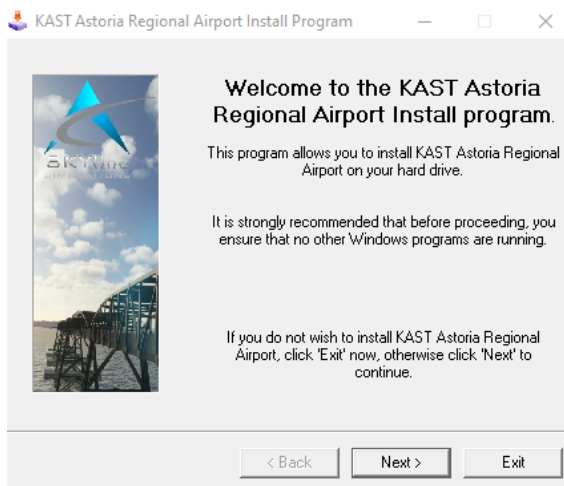 KAST Astoria Regional Airport Install Program
SKYline
SIMULATIONS
Welcome to the KAST Astoria
Regional Airport Install program.
This program allows you to install KAST Astoria Regional
Airport on your hard drive.
It is strongly recommended that before proceeding, you
ensure that no other Windows programs are running.
If you do not wish to install KAST Astoria Regional
Airport, click 'Exit' now, otherwise click 'Next' to
continue.
< Back
Next >
Exit